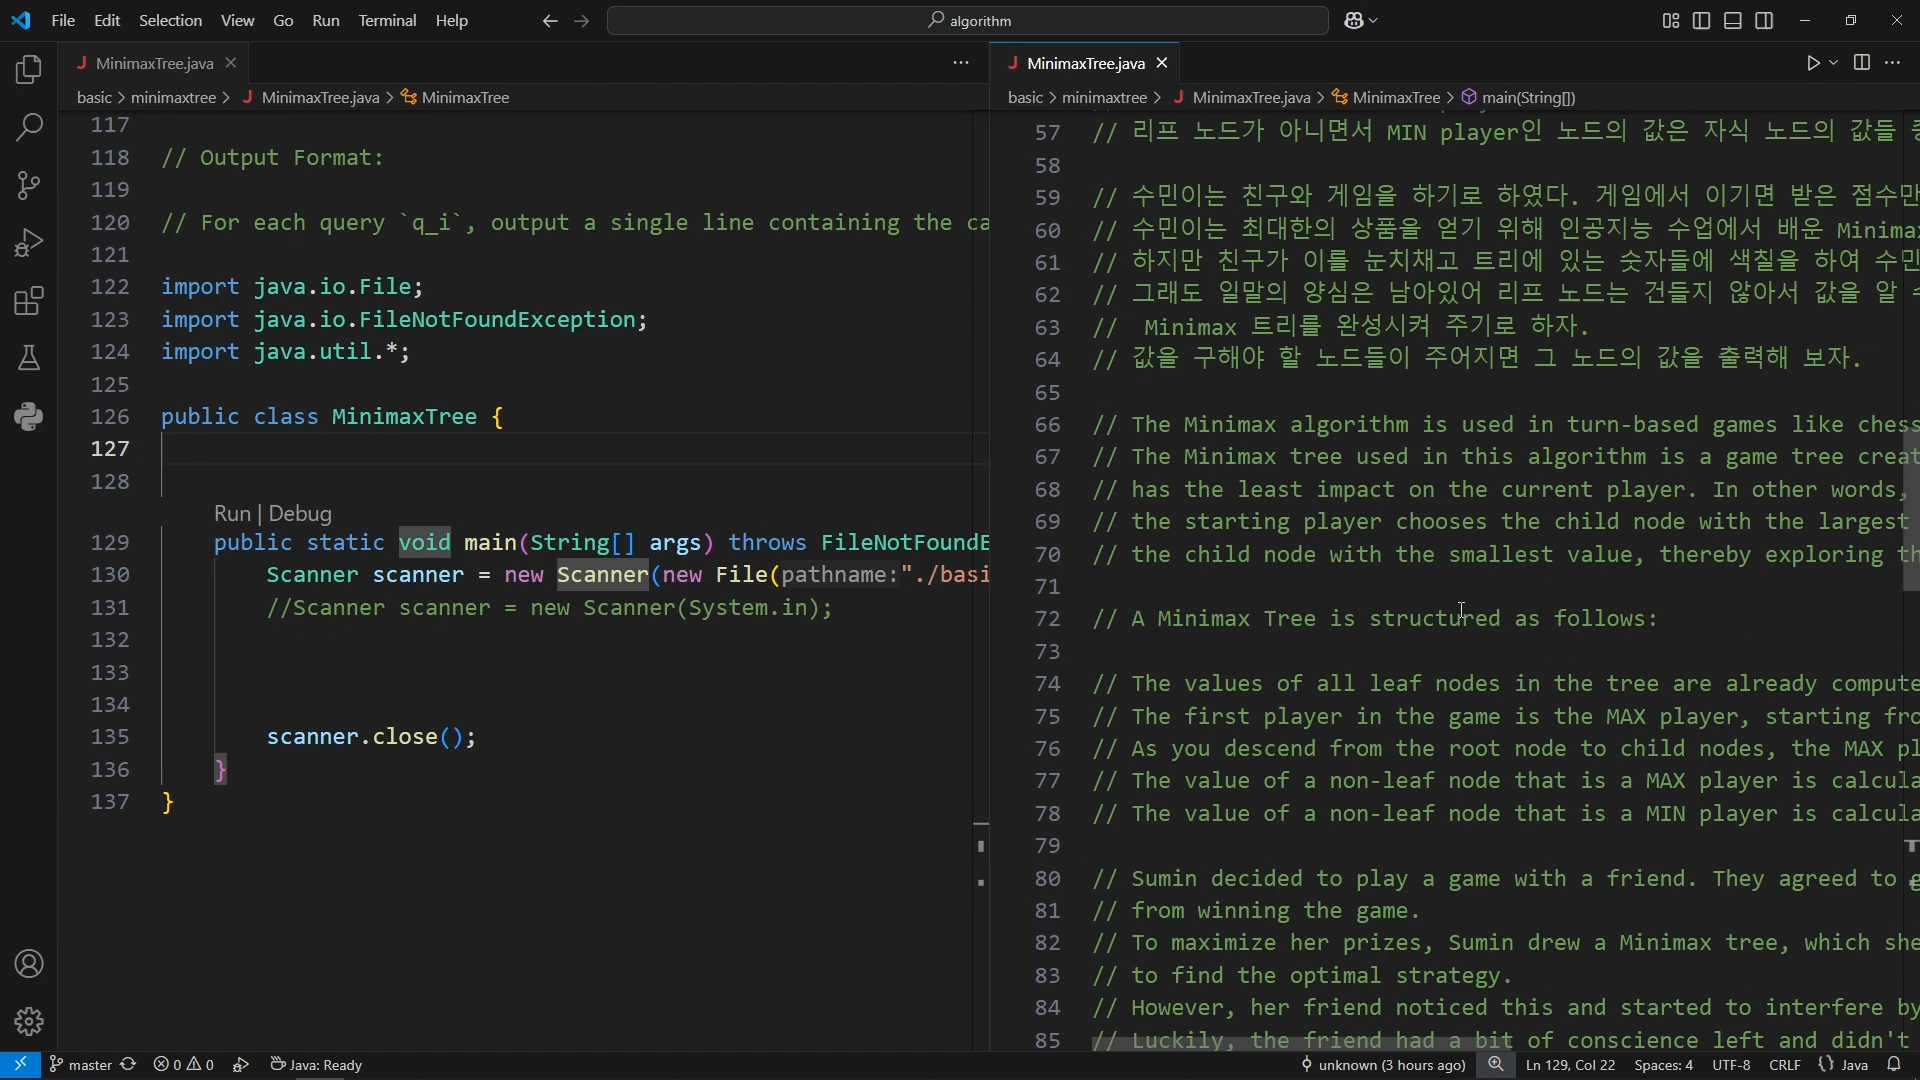 File Edit Selection View Go Run Terminal Help
algorithm
MinimaxTree.java
basic > minimaxtree > MinimaxTree.java > MinimaxTree
117
118 // Output Format:
119
120 // For each query `q_i`, output a single line containing the ca
121
122 import java.io.File;
123 import java.io.FileNotFoundException;
124 import java.util.*;
125
126 public class MinimaxTree {
127
128
Run | Debug
129 public static void main(String[] args) throws FileNotFoundE
130 Scanner scanner = new Scanner(new File(pathname:"./basi
131 //Scanner scanner = new Scanner(System.in);
132
133
134
135 scanner.close();
136 }
137 }
MinimaxTree.java
basic > minimaxtree > MinimaxTree.java > MinimaxTree > main(String[])
57 // 리프 노드가 아니면서 MIN player인 노드의 값은 자식 노드의 값들
58
59 // 수민이는 친구와 게임을 하기로 하였다. 게임에서 이기면 받은 점수만
60 // 수민이는 최대한의 상품을 얻기 위해 인공지능 수업에서 배운 Minima
61 // 하지만 친구가 이를 눈치채고 트리에 있는 숫자들에 색칠을 하여 수민
62 // 그래도 일말의 양심은 남아있어 리프 노드는 건들지 않아서 값을 알
63 // Minimax 트리를 완성시켜 주기로 하자.
64 // 값을 구해야 할 노드들이 주어지면 그 노드의 값을 출력해 보자.
65
66 // The Minimax algorithm is used in turn-based games like chess
67 // The Minimax tree used in this algorithm is a game tree creat
68 // has the least impact on the current player. In other words,
69 // the starting player chooses the child node with the largest
70 // the child node with the smallest value, thereby exploring th
71
72 // A Minimax Tree is structured as follows:
73
74 // The values of all leaf nodes in the tree are already compute
75 // The first player in the game is the MAX player, starting fro
76 // As you descend from the root node to child nodes, the MAX pl
77 // The value of a non-leaf node that is a MAX player is calcula
78 // The value of a non-leaf node that is a MIN player is calcula
79
80 // Sumin decided to play a game with a friend. They agreed to g
81 // from winning the game.
82 // To maximize her prizes, Sumin drew a Minimax tree, which she
83 // to find the optimal strategy.
84 // However, her friend noticed this and started to interfere by
85 // Luckily, the friend had a bit of conscience left and didn't
master 0 0 Java: Ready unknown (3 hours ago) Ln 129, Col 22 Spaces: 4 UTF-8 CRLF {} Java